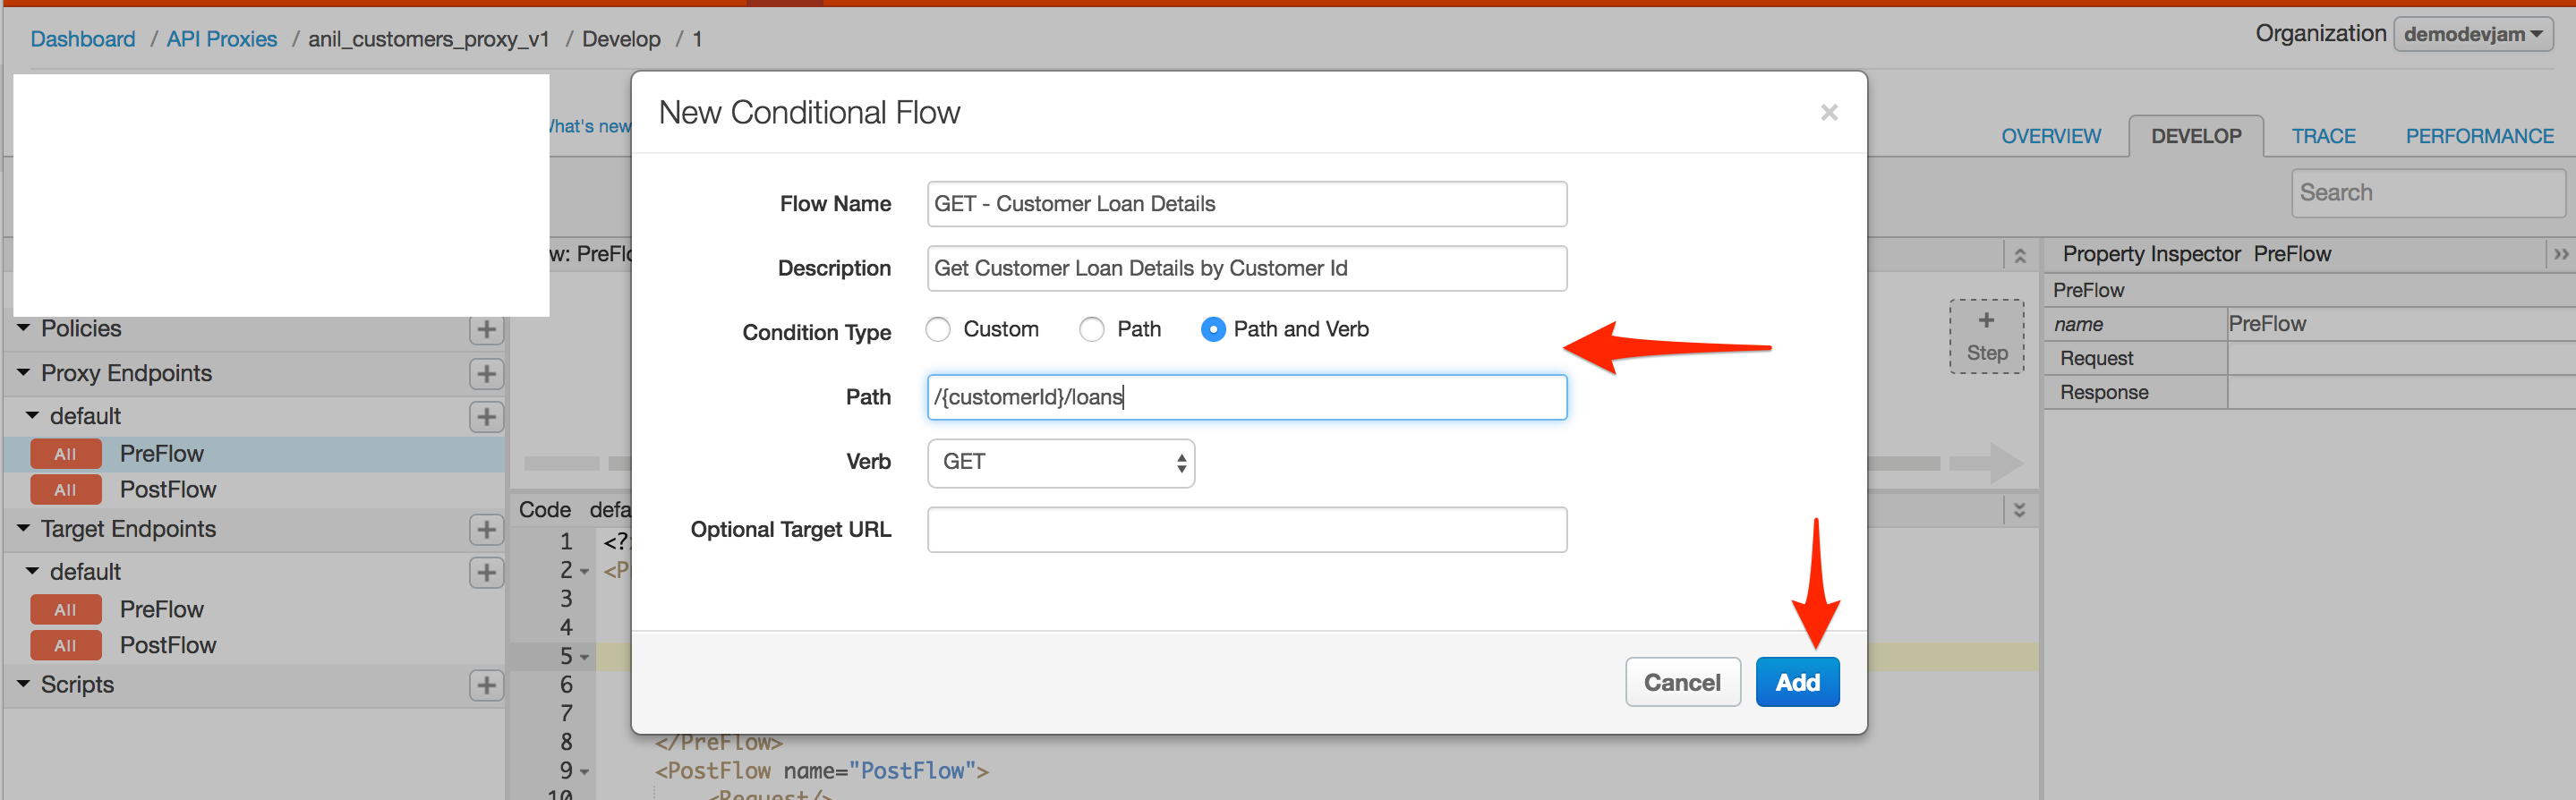 Dashboard / API Proxies / anil_customers_proxy_v1 / Develop / 1
Organization demodevjam
What's new
OVERVIEW DEVELOP TRACE PERFORMANCE
Search
New Conditional Flow ×
Flow Name GET - Customer Loan Details
Description Get Customer Loan Details by Customer Id
Condition Type Custom Path Path and Verb
Path /{customerId}/loans
Verb GET
Optional Target URL
Cancel Add
Policies +
Proxy Endpoints +
default +
All PreFlow
All PostFlow
Target Endpoints +
default +
All PreFlow
All PostFlow
Scripts +
+
Step
Property Inspector PreFlow »
PreFlow
name PreFlow
Request
Response
Code
1 <?
2 <P
3
4
5
6
7
8 </PreFlow>
9 <PostFlow name="PostFlow">
10 <Request/>